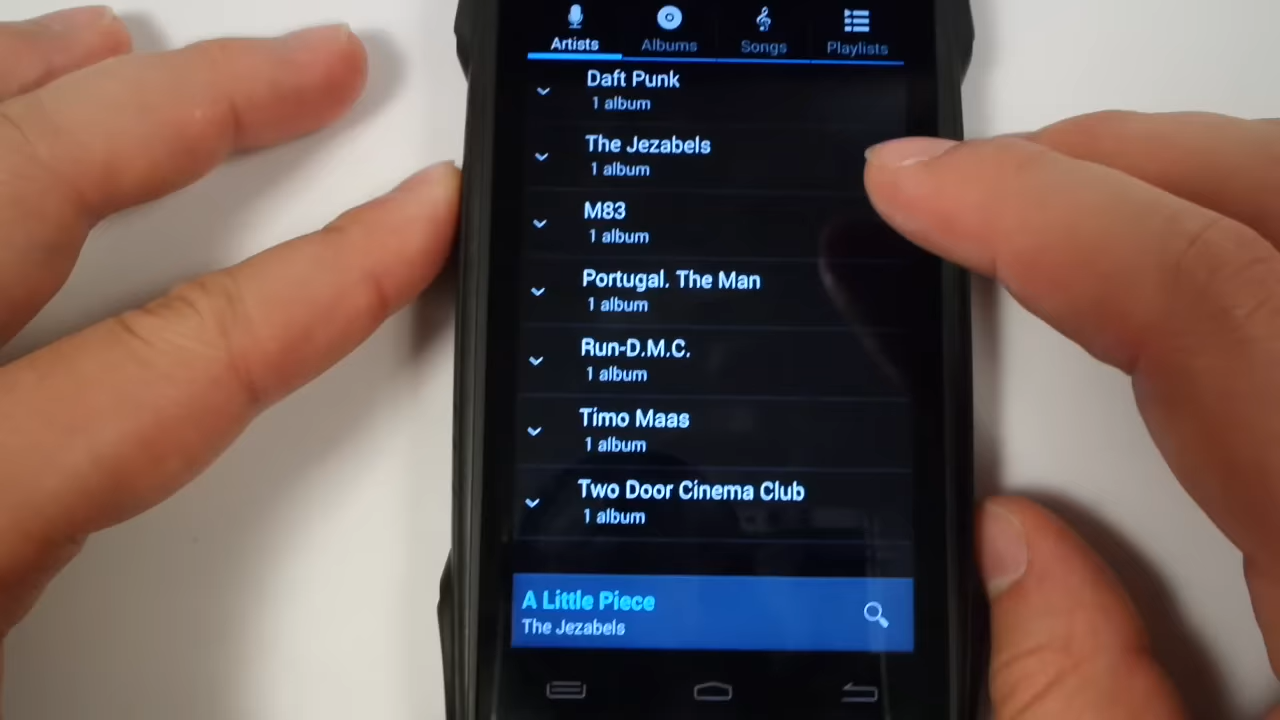 Artists
Albums
Songs
Playlists
Daft Punk
1 album
The Jezabels
1 album
M83
1 album
Portugal. The Man
1 album
Run-D.M.C.
1 album
Timo Maas
1 album
Two Door Cinema Club
1 album
A Little Piece
The Jezabels